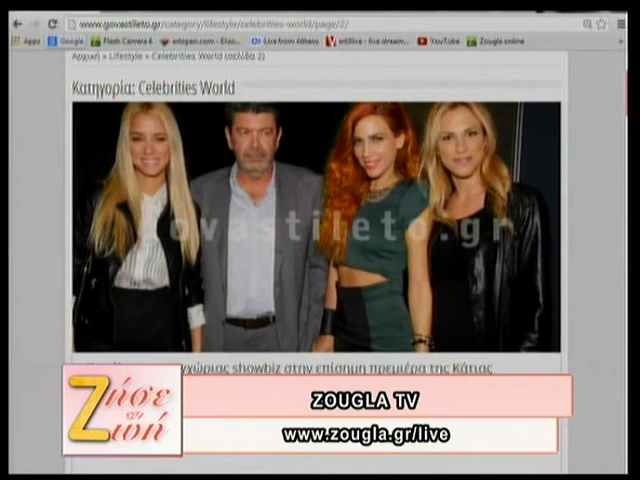 www.govastileto.gr/category/lifestyle/celebrities-world/page/2/
Apps Google Flash Camera 4 Live from Athens YouTube Zougla online
Αρχική » Lifestyle » Celebrities World (σελίδα 2)
Κατηγορία: Celebrities World
govastileto.gr
showbiz στην επίσημη πρεμιέρα της Κάτιας
Ζήσε
τη
Ζωή
ZOUGLA TV
www.zougla.gr/live